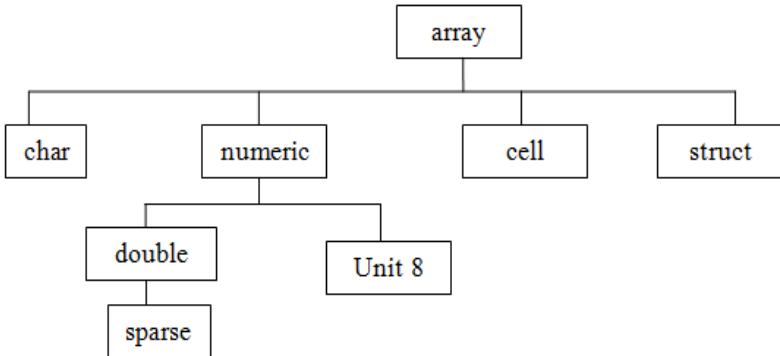 array
char
numeric
cell
struct
double
Unit 8
sparse